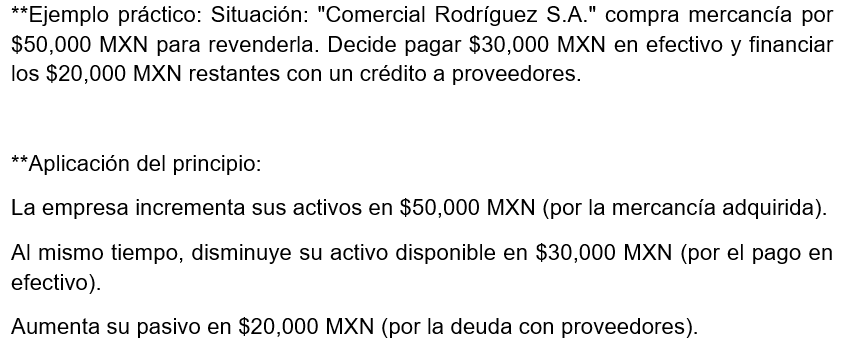 **Ejemplo práctico: Situación: "Comercial Rodríguez S.A." compra mercancía por
$50,000 MXN para revenderla. Decide pagar $30,000 MXN en efectivo y financiar
los $20,000 MXN restantes con un crédito a proveedores.
**Aplicación del principio:
La empresa incrementa sus activos en $50,000 MXN (por la mercancía adquirida).
Al mismo tiempo, disminuye su activo disponible en $30,000 MXN (por el pago en
efectivo).
Aumenta su pasivo en $20,000 MXN (por la deuda con proveedores).